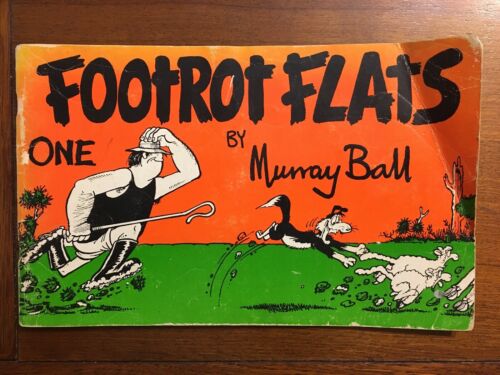 FOOTROT FLATS
ONE
BY
Murray Ball